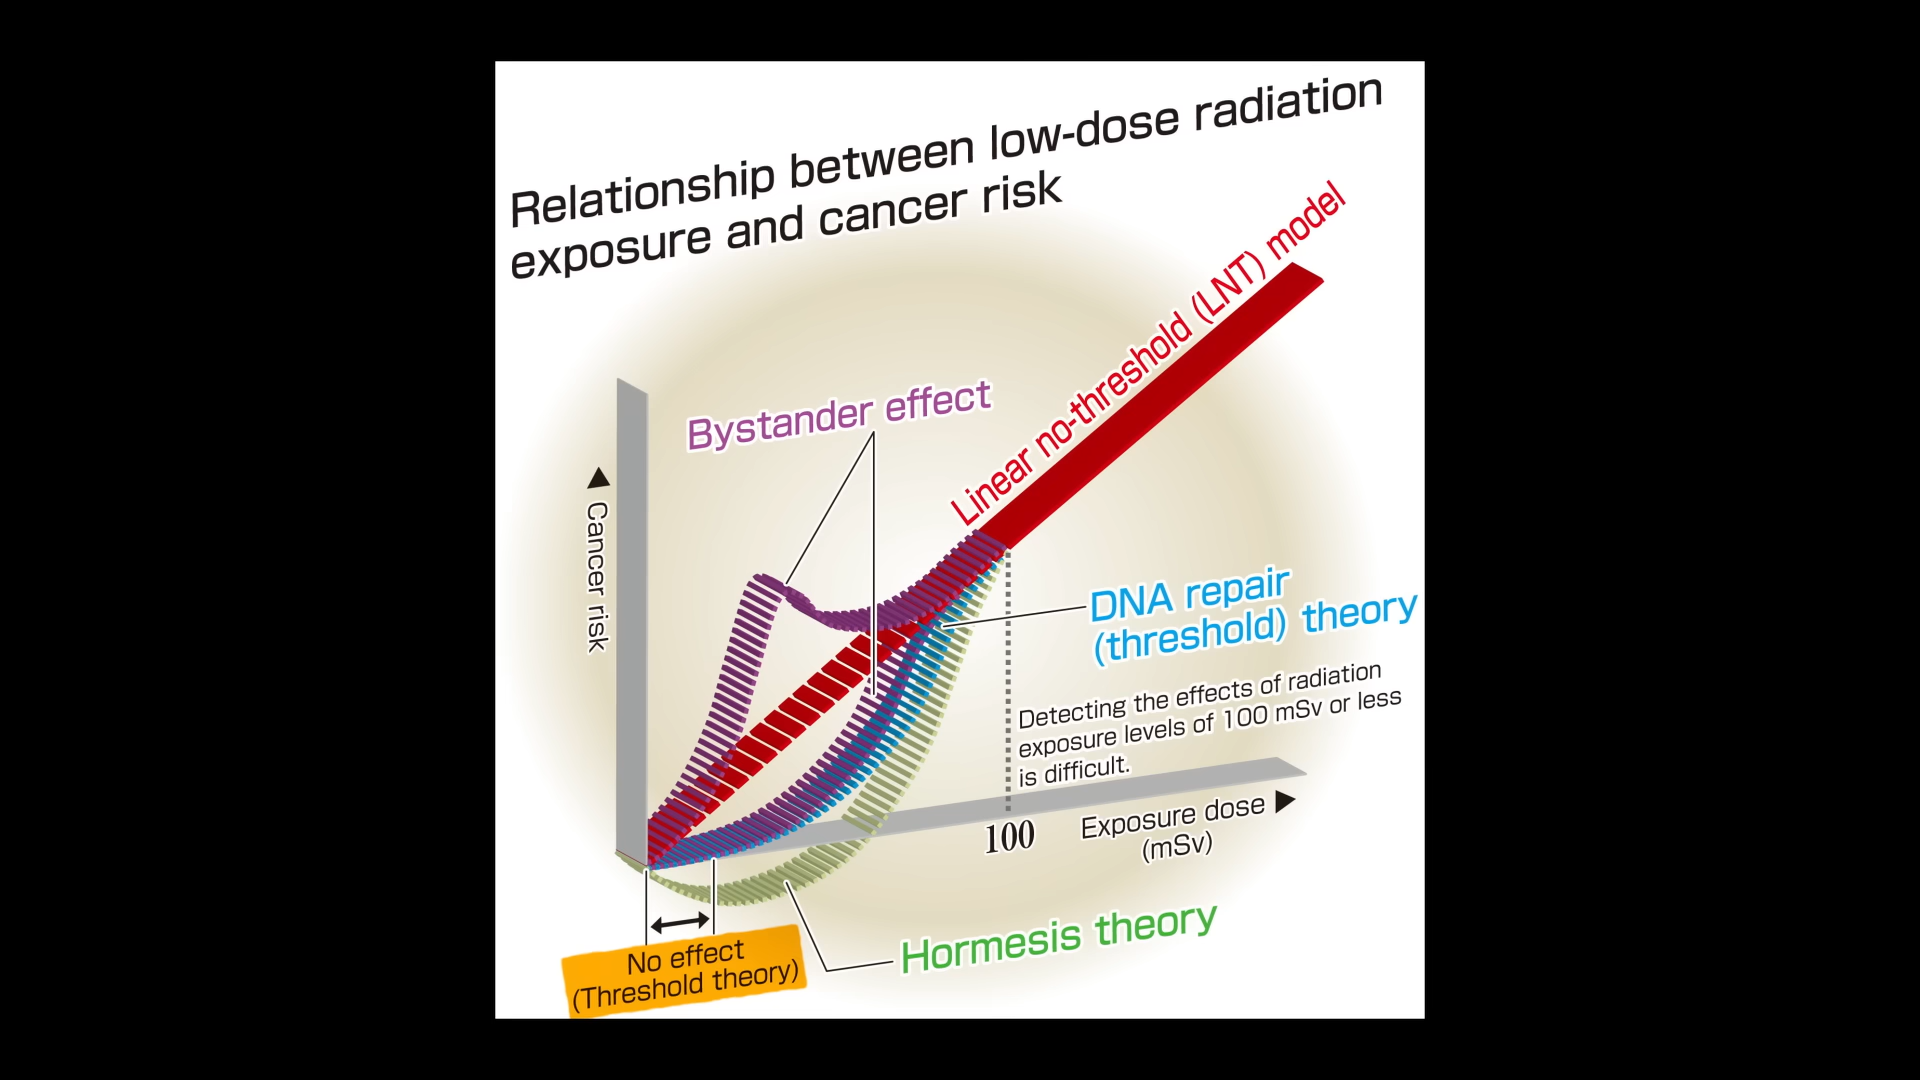 Relationship between low-dose radiation
exposure and cancer risk
Linear no-threshold (LNT) model
Bystander effect
▲ Cancer risk
DNA repair
(threshold) theory
Detecting the effects of radiation
exposure levels of 100 mSv or less
is difficult.
100
Exposure dose ▶
(mSv)
Hormesis theory
No effect
(Threshold theory)